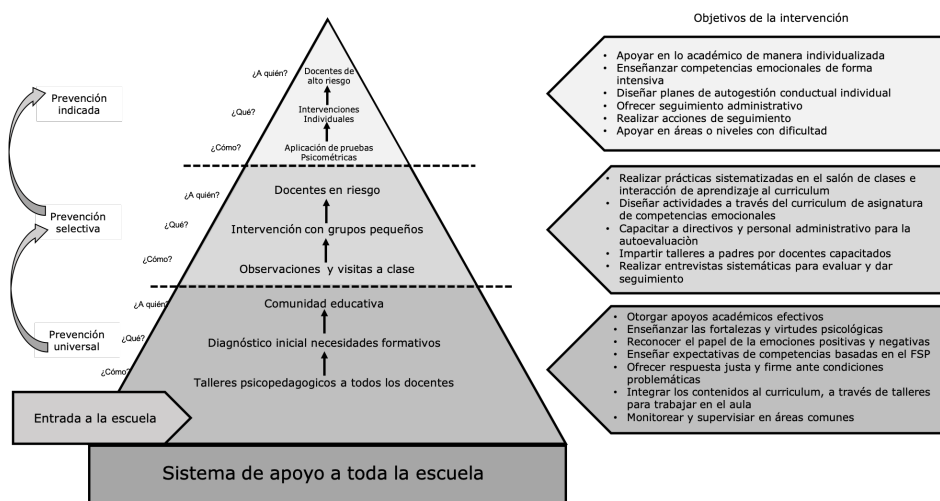 Objetivos de la intervención
Prevención
indicada
¿A quién?
Docentes de
alto riesgo
¿Qué?
Intervenciones
Individuales
¿Cómo?
Aplicación de pruebas
Psicométricas
• Apoyar en lo académico de manera individualizada
• Enseñanzar competencias emocionales de forma
intensiva
• Diseñar planes de autogestión conductual individual
• Ofrecer seguimiento administrativo
• Realizar acciones de seguimiento
• Apoyar en áreas o niveles con dificultad
Prevención
selectiva
¿A quién?
Docentes en riesgo
¿Qué?
Intervención con grupos pequeños
¿Cómo?
Observaciones y visitas a clase
• Realizar prácticas sistematizadas en el salón de clases e
interacción de aprendizaje al curriculum
• Diseñar actividades a través del curriculum de asignatura
de competencias emocionales
• Capacitar a directivos y personal administrativo para la
autoevaluaciòn
• Impartir talleres a padres por docentes capacitados
• Realizar entrevistas sistemáticas para evaluar y dar
seguimiento
Prevención
universal
¿A quién?
Comunidad educativa
¿Qué?
Diagnóstico inicial necesidades formativos
¿Cómo?
Talleres psicopedagogicos a todos los docentes
• Otorgar apoyos académicos efectivos
• Enseñanzar las fortalezas y virtudes psicológicas
• Reconocer el papel de la emociones positivas y negativas
• Enseñar expectativas de competencias basadas en el FSP
• Ofrecer respuesta justa y firme ante condiciones
problemáticas
• Integrar los contenidos al curriculum, a través de talleres
para trabajar en el aula
• Monitorear y supervisiar en áreas comunes
Entrada a la escuela
Sistema de apoyo a toda la escuela